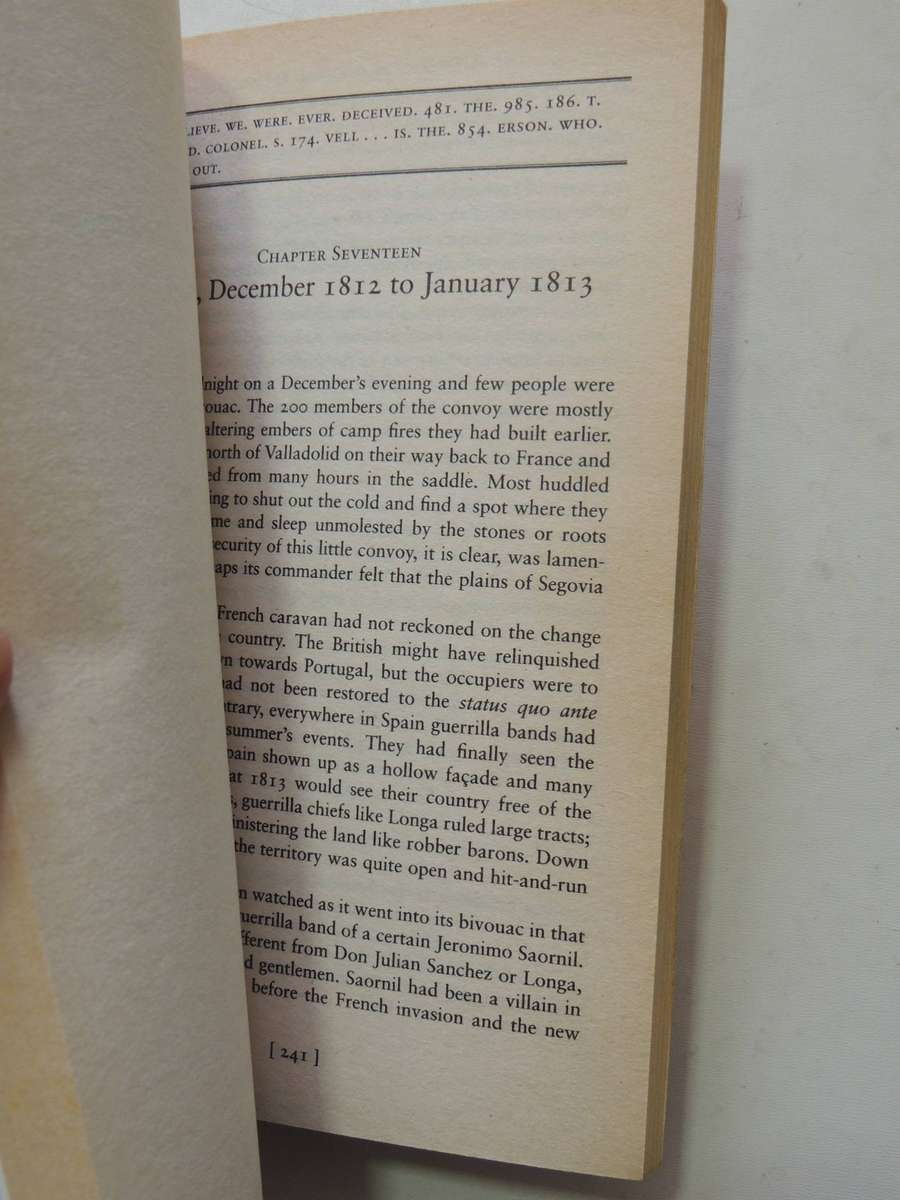 LIEVE. WE. WERE. EVER. DECEIVED. 481. THE. 985. 186. T.
D. COLONEL. S. 174. VELL . . . IS. THE. 854. ERSON. WHO.
OUT.
CHAPTER SEVENTEEN
, December 1812 to January 1813
night on a December's evening and few people were
ouac. The 200 members of the convoy were mostly
altering embers of camp fires they had built earlier.
north of Valladolid on their way back to France and
ed from many hours in the saddle. Most huddled
ing to shut out the cold and find a spot where they
me and sleep unmolested by the stones or roots
ecurity of this little convoy, it is clear, was lamen-
aps its commander felt that the plains of Segovia
French caravan had not reckoned on the change
country. The British might have relinquished
n towards Portugal, but the occupiers were to
ad not been restored to the status quo ante
ntrary, everywhere in Spain guerrilla bands had
summer's events. They had finally seen the
pain shown up as a hollow façade and many
at 1813 would see their country free of the
, guerrilla chiefs like Longa ruled large tracts;
inistering the land like robber barons. Down
the territory was quite open and hit-and-run
n watched as it went into its bivouac in that
uerrilla band of a certain Jeronimo Saornil.
fferent from Don Julian Sanchez or Longa,
d gentlemen. Saornil had been a villain in
before the French invasion and the new
[ 241 ]